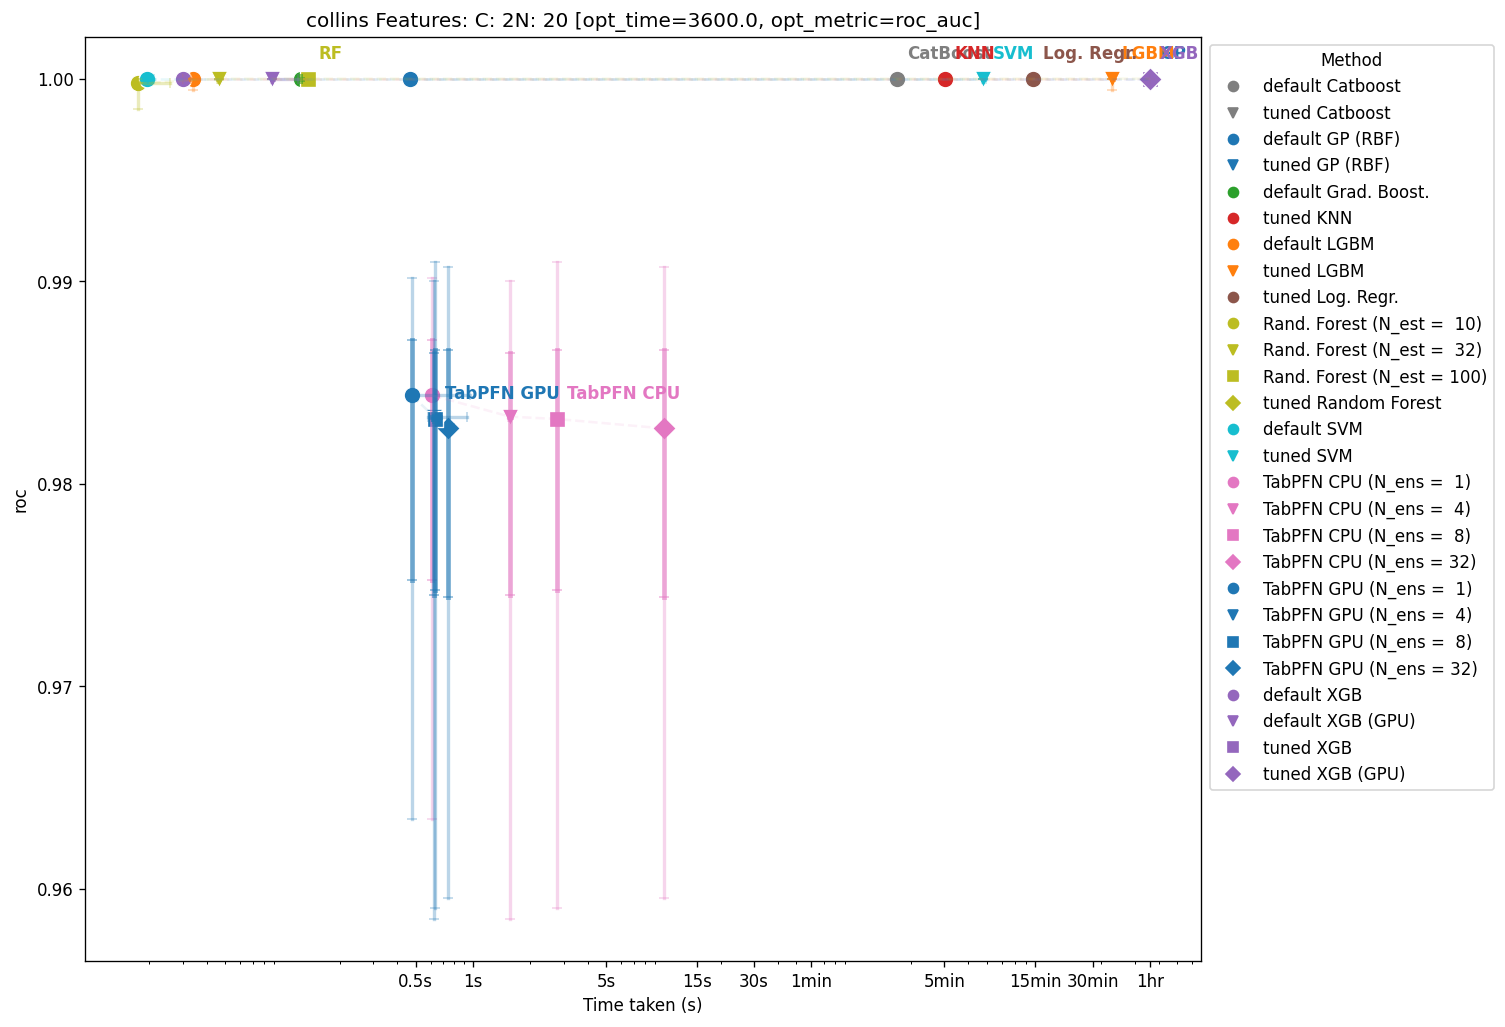 collins Features: C: 2N: 20 [opt_time=3600.0, opt_metric=roc_auc]
RF
CatBoost
KNN
SVM
Log. Regr.
LGBM
XGB
1.00
0.99
0.98
0.97
0.96
roc
TabPFN GPU
TabPFN CPU
0.5s
1s
5s
15s
30s
1min
5min
15min
30min
1hr
Time taken (s)
Method
default Catboost
tuned Catboost
default GP (RBF)
tuned GP (RBF)
default Grad. Boost.
tuned KNN
default LGBM
tuned LGBM
tuned Log. Regr.
Rand. Forest (N_est =  10)
Rand. Forest (N_est =  32)
Rand. Forest (N_est = 100)
tuned Random Forest
default SVM
tuned SVM
TabPFN CPU (N_ens =  1)
TabPFN CPU (N_ens =  4)
TabPFN CPU (N_ens =  8)
TabPFN CPU (N_ens = 32)
TabPFN GPU (N_ens =  1)
TabPFN GPU (N_ens =  4)
TabPFN GPU (N_ens =  8)
TabPFN GPU (N_ens = 32)
default XGB
default XGB (GPU)
tuned XGB
tuned XGB (GPU)